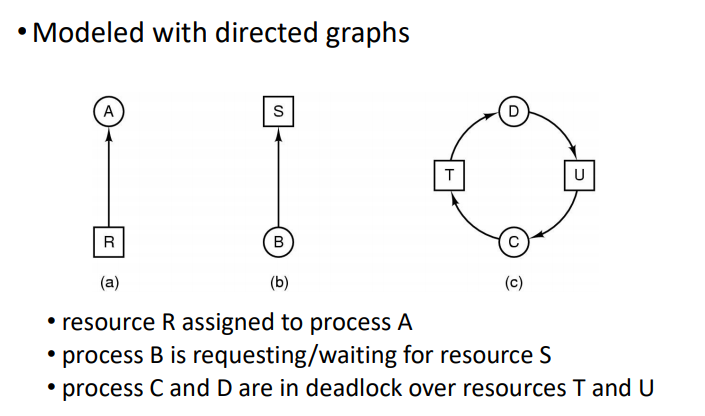 • Modeled with directed graphs
A S D
T U
R B C
(a) (b) (c)
• resource R assigned to process A
• process B is requesting/waiting for resource S
• process C and D are in deadlock over resources T and U